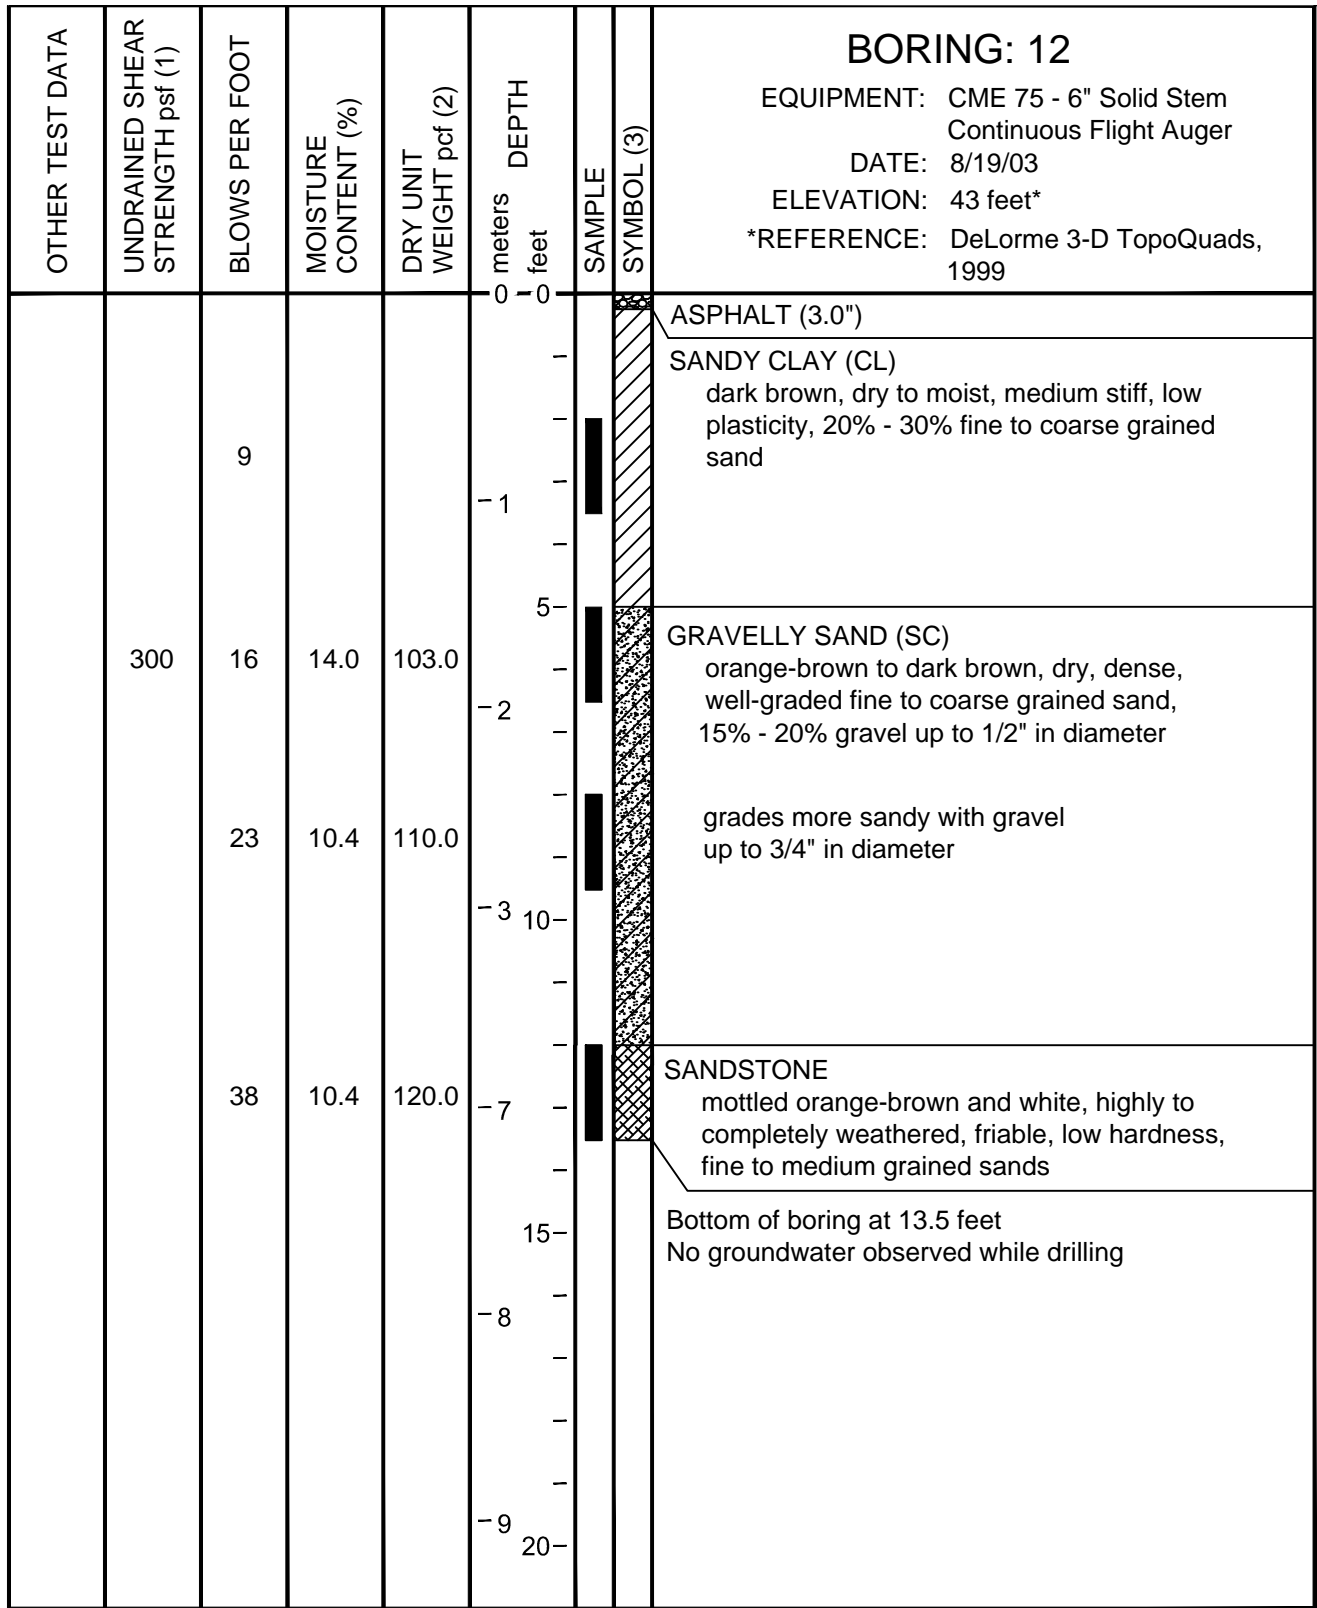 OTHER TEST DATA
UNDRAINED SHEAR
STRENGTH psf (1)
BLOWS PER FOOT
MOISTURE
CONTENT (%)
DRY UNIT
WEIGHT pcf (2)
DEPTH
meters
feet
SAMPLE
SYMBOL (3)
BORING: 12
EQUIPMENT: CME 75 - 6" Solid Stem
Continuous Flight Auger
DATE: 8/19/03
ELEVATION: 43 feet*
*REFERENCE: DeLorme 3-D TopoQuads,
1999
0 0
ASPHALT (3.0")
SANDY CLAY (CL)
dark brown, dry to moist, medium stiff, low
plasticity, 20% - 30% fine to coarse grained
sand
9
1
5
GRAVELLY SAND (SC)
orange-brown to dark brown, dry, dense,
well-graded fine to coarse grained sand,
15% - 20% gravel up to 1/2" in diameter
300 16 14.0 103.0
2
grades more sandy with gravel
up to 3/4" in diameter
23 10.4 110.0
3 10
SANDSTONE
mottled orange-brown and white, highly to
completely weathered, friable, low hardness,
fine to medium grained sands
38 10.4 120.0 7
Bottom of boring at 13.5 feet
No groundwater observed while drilling
15
8
9
20